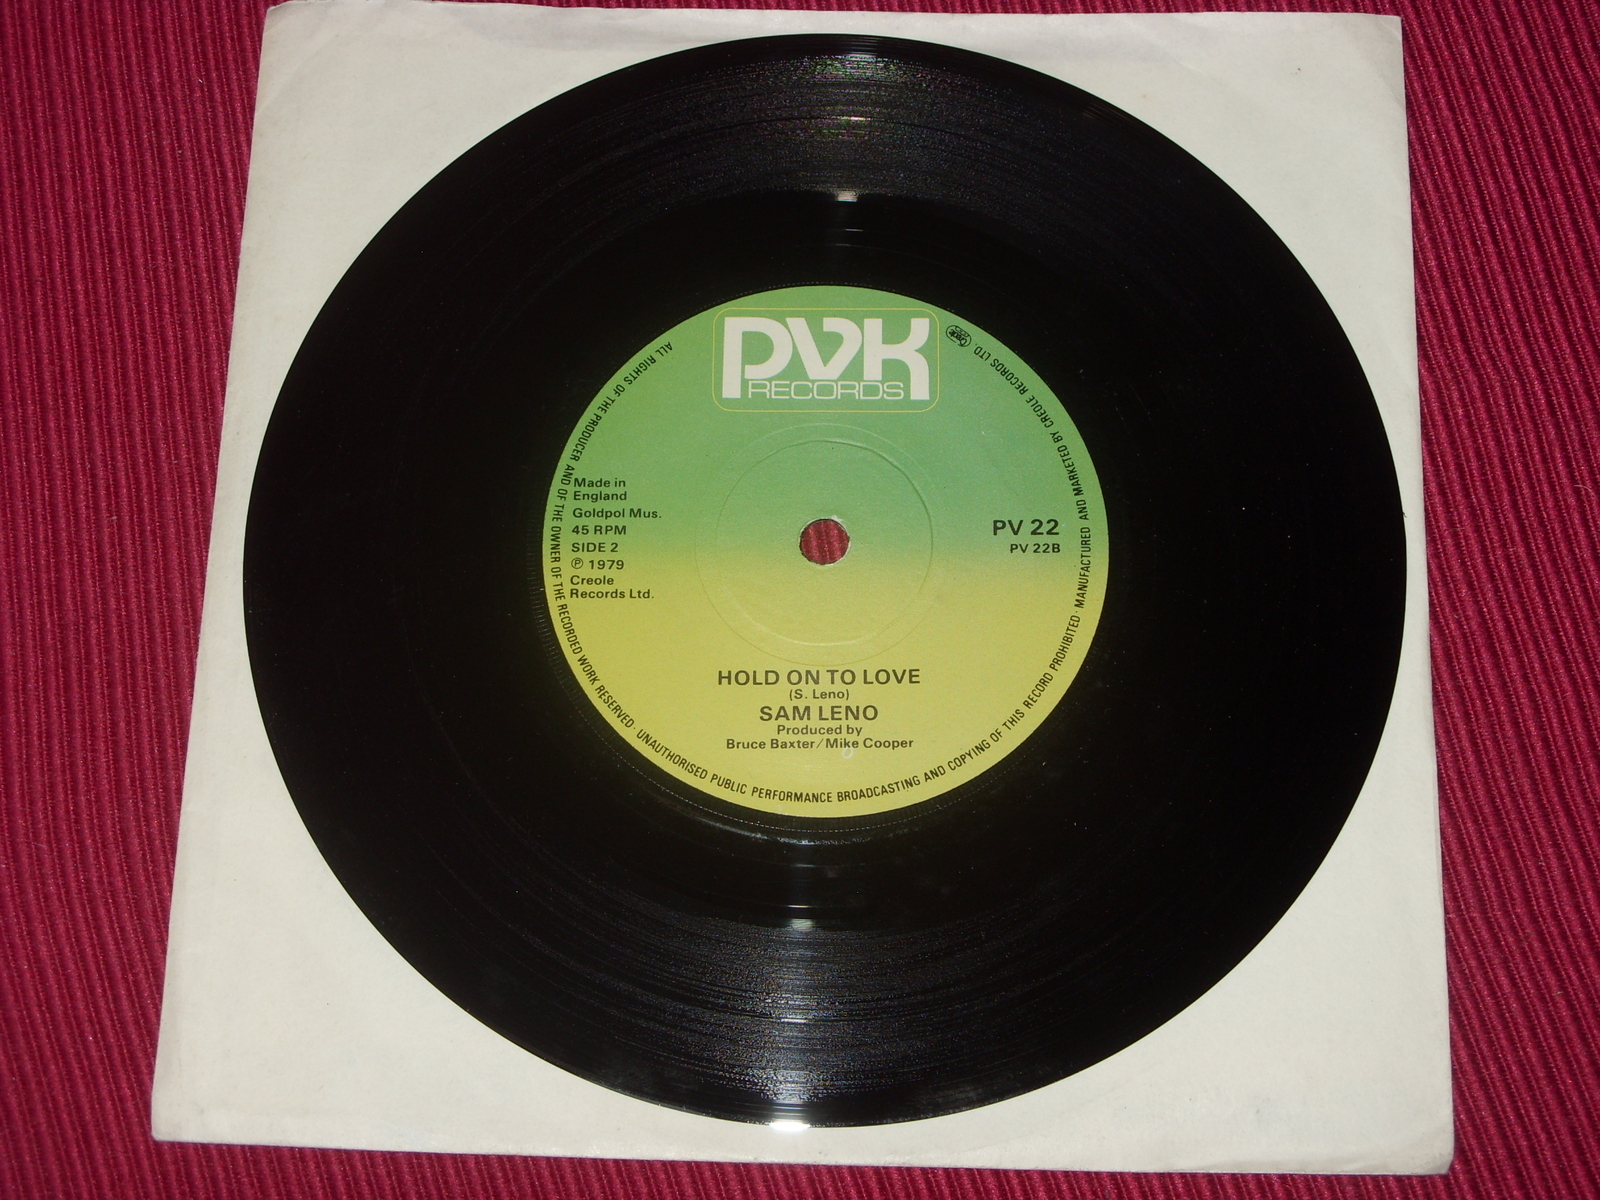 PVK
RECORDS
Made in
England
Goldpol Mus.
45 RPM
SIDE 2
℗ 1979
Creole
Records Ltd.
PV 22
PV 22B
HOLD ON TO LOVE
(S. Leno)
SAM LENO
Produced by
Bruce Baxter/Mike Cooper
ALL RIGHTS OF THE PRODUCER AND OF THE OWNER OF THE RECORDED WORK RESERVED · UNAUTHORISED PUBLIC PERFORMANCE BROADCASTING AND COPYING OF THIS RECORD PROHIBITED · MANUFACTURED AND MARKETED BY CREOLE RECORDS LTD.